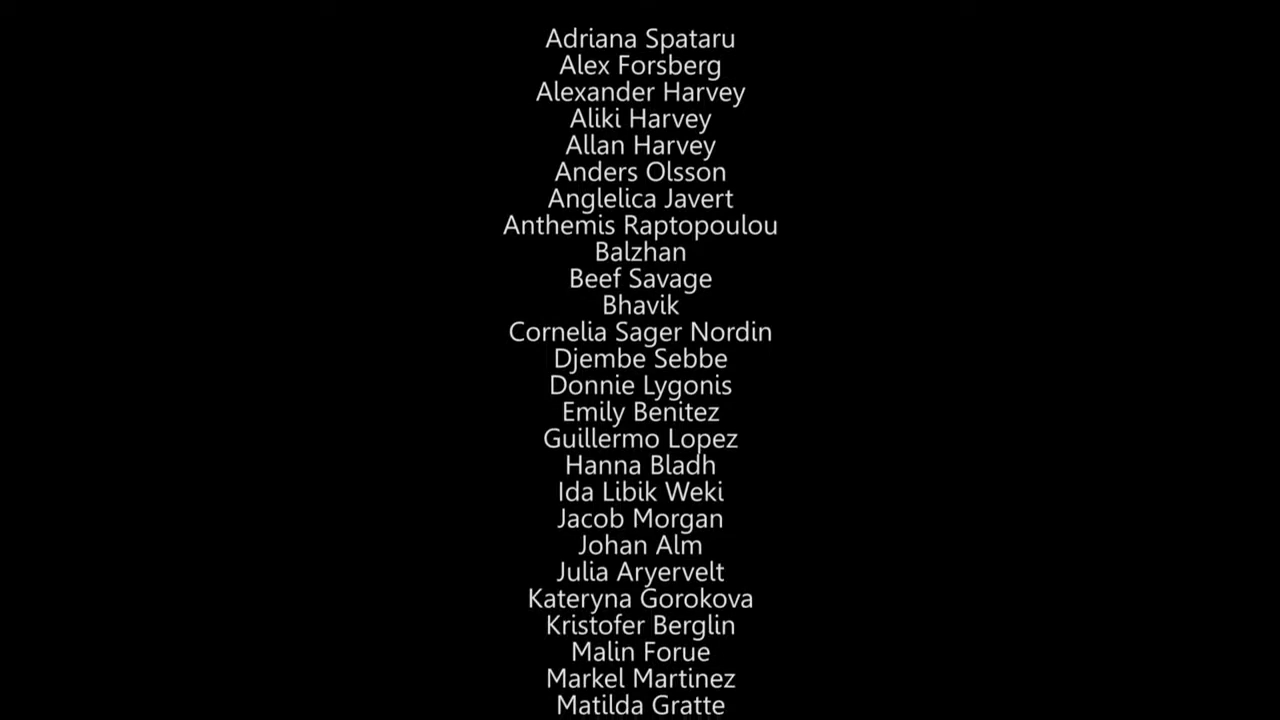 Adriana Spataru
Alex Forsberg
Alexander Harvey
Aliki Harvey
Allan Harvey
Anders Olsson
Anglelica Javert
Anthemis Raptopoulou
Balzhan
Beef Savage
Bhavik
Cornelia Sager Nordin
Djembe Sebbe
Donnie Lygonis
Emily Benitez
Guillermo Lopez
Hanna Bladh
Ida Libik Weki
Jacob Morgan
Johan Alm
Julia Aryervelt
Kateryna Gorokova
Kristofer Berglin
Malin Forue
Markel Martinez
Matilda Gratte